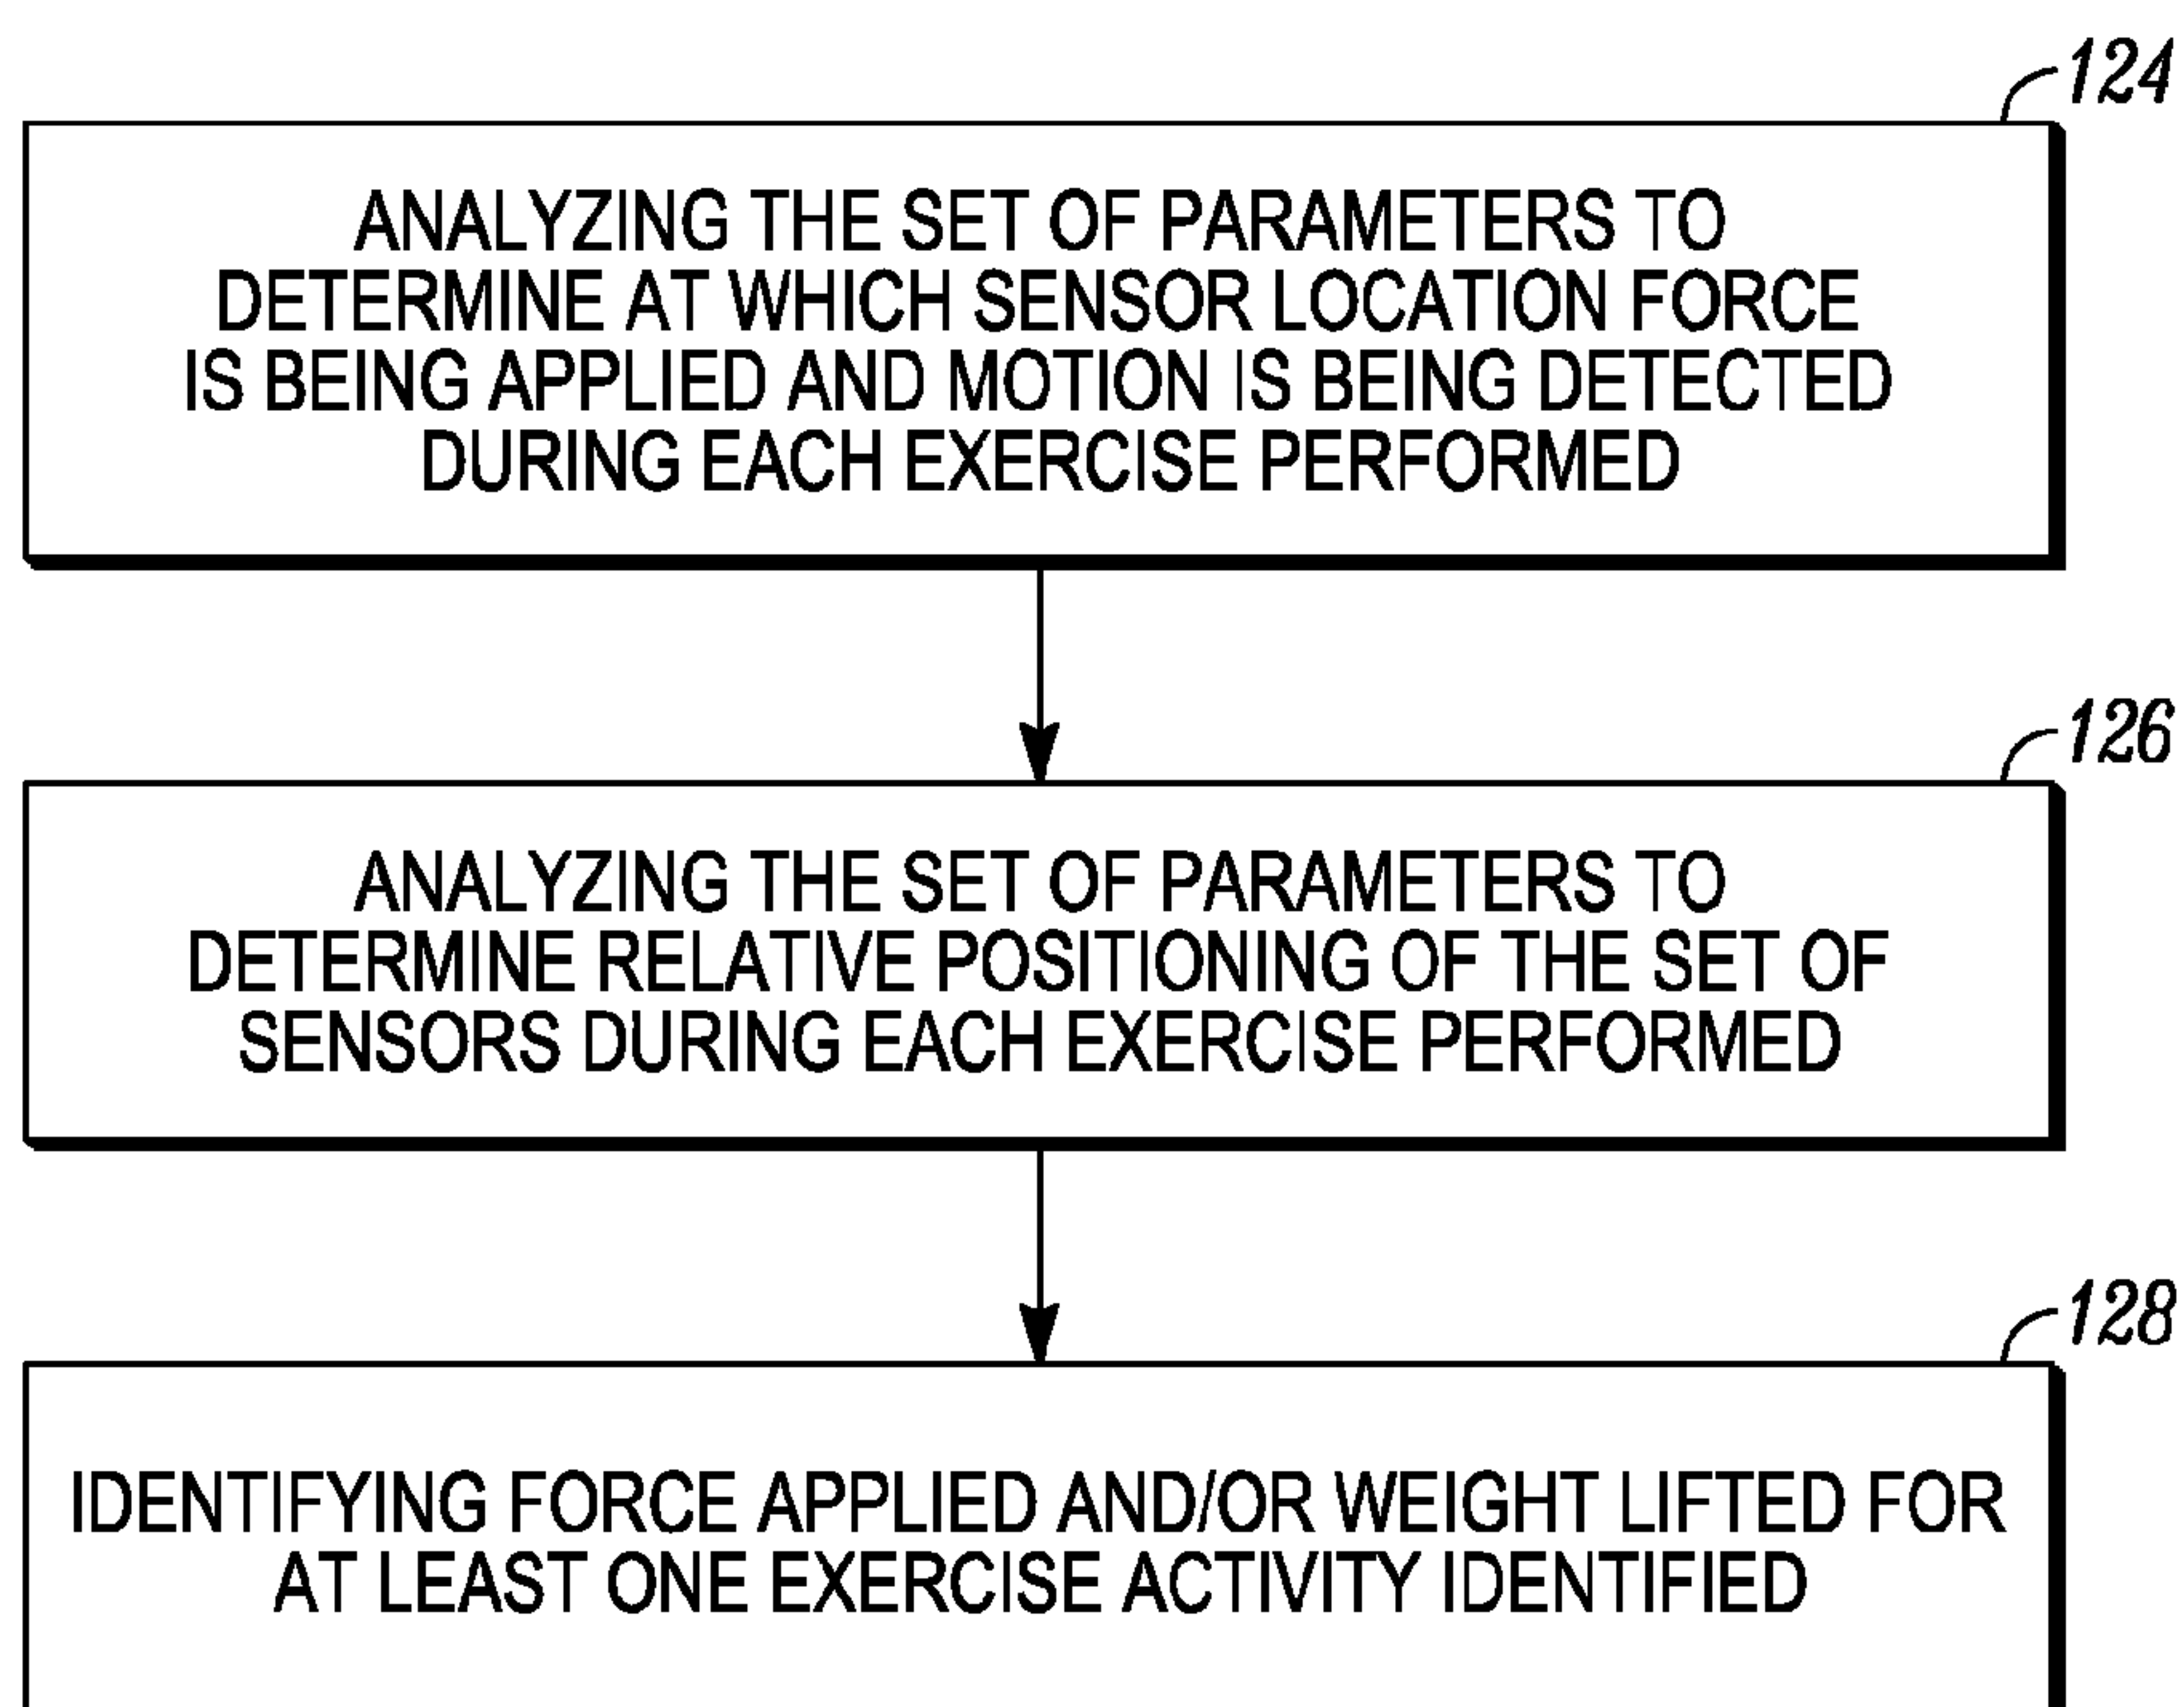 124
ANALYZING THE SET OF PARAMETERS TO
DETERMINE AT WHICH SENSOR LOCATION FORCE
IS BEING APPLIED AND MOTION IS BEING DETECTED
DURING EACH EXERCISE PERFORMED
126
ANALYZING THE SET OF PARAMETERS TO
DETERMINE RELATIVE POSITIONING OF THE SET OF
SENSORS DURING EACH EXERCISE PERFORMED
128
IDENTIFYING FORCE APPLIED AND/OR WEIGHT LIFTED FOR
AT LEAST ONE EXERCISE ACTIVITY IDENTIFIED